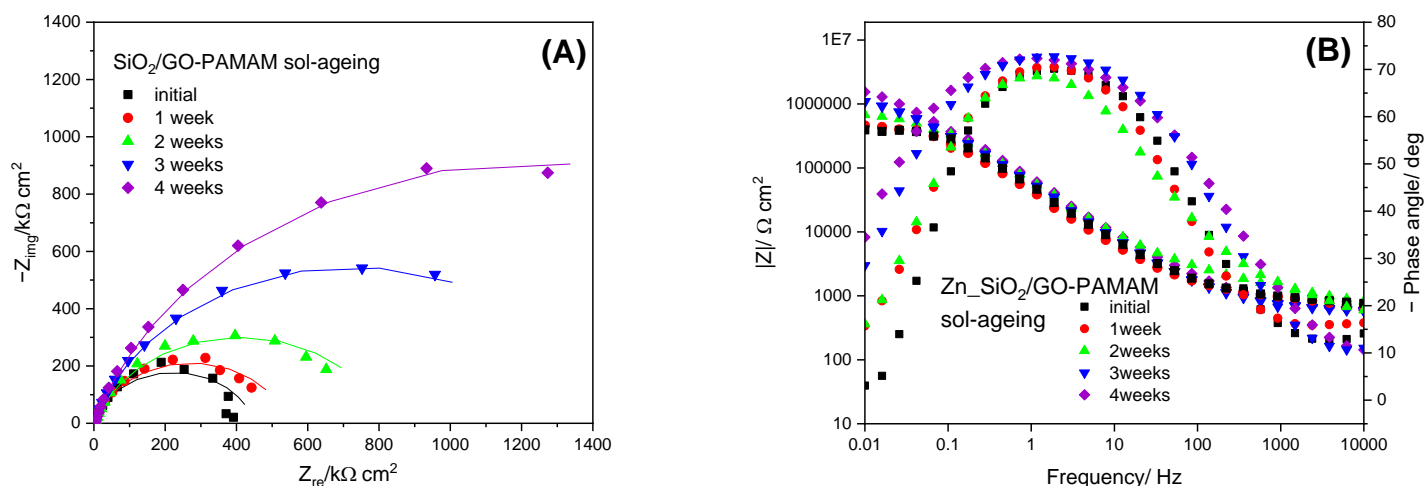 (A)
SiO₂/GO-PAMAM sol-ageing
initial
1 week
2 weeks
3 weeks
4 weeks
−Z_img/kΩ cm²
1400
1200
1000
800
600
400
200
0
0 200 400 600 800 1000 1200 1400
Z_re/kΩ cm²
(B)
|Z|/ Ω cm²
1E7
1000000
100000
10000
1000
100
10
Zn_SiO₂/GO-PAMAM
sol-ageing
initial
1week
2weeks
3weeks
4weeks
80
70
60
50
40
30
20
10
0
− Phase angle/ deg
0.01 0.1 1 10 100 1000 10000
Frequency/ Hz